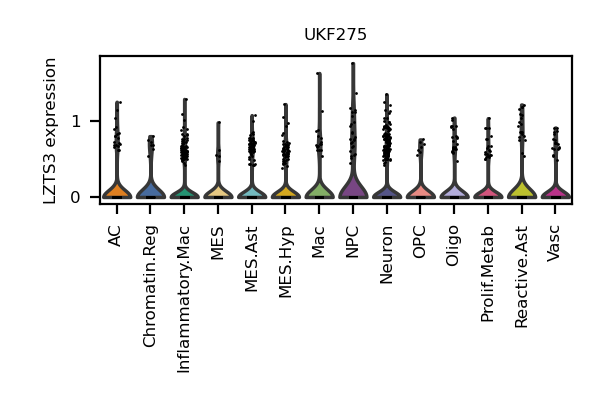 UKF275
LZTS3 expression
1
0
AC
Chromatin.Reg
Inflammatory.Mac
MES
MES.Ast
MES.Hyp
Mac
NPC
Neuron
OPC
Oligo
Prolif.Metab
Reactive.Ast
Vasc